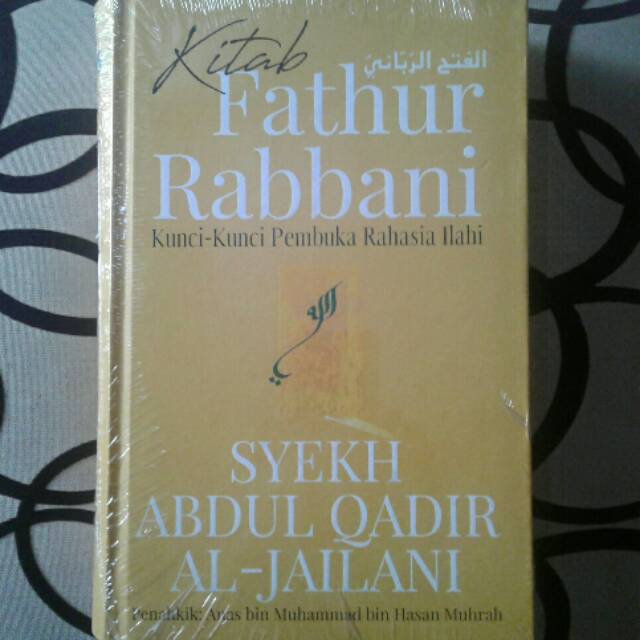 Kitab
الفتح الرباني
Fathur
Rabbani
Kunci-Kunci Pembuka Rahasia Ilahi
SYEKH
ABDUL QADIR
AL-JAILANI
Penahkik: Anas bin Muhammad bin Hasan Muhrah